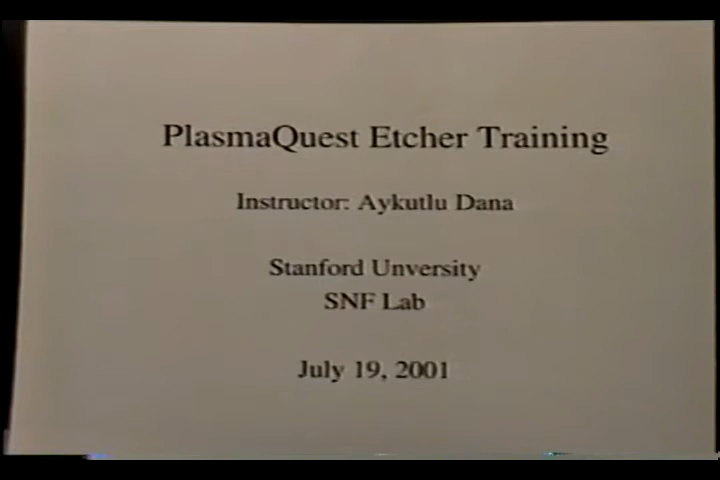 PlasmaQuest Etcher Training
Instructor: Aykutlu Dana
Stanford Unversity
SNF Lab
July 19, 2001